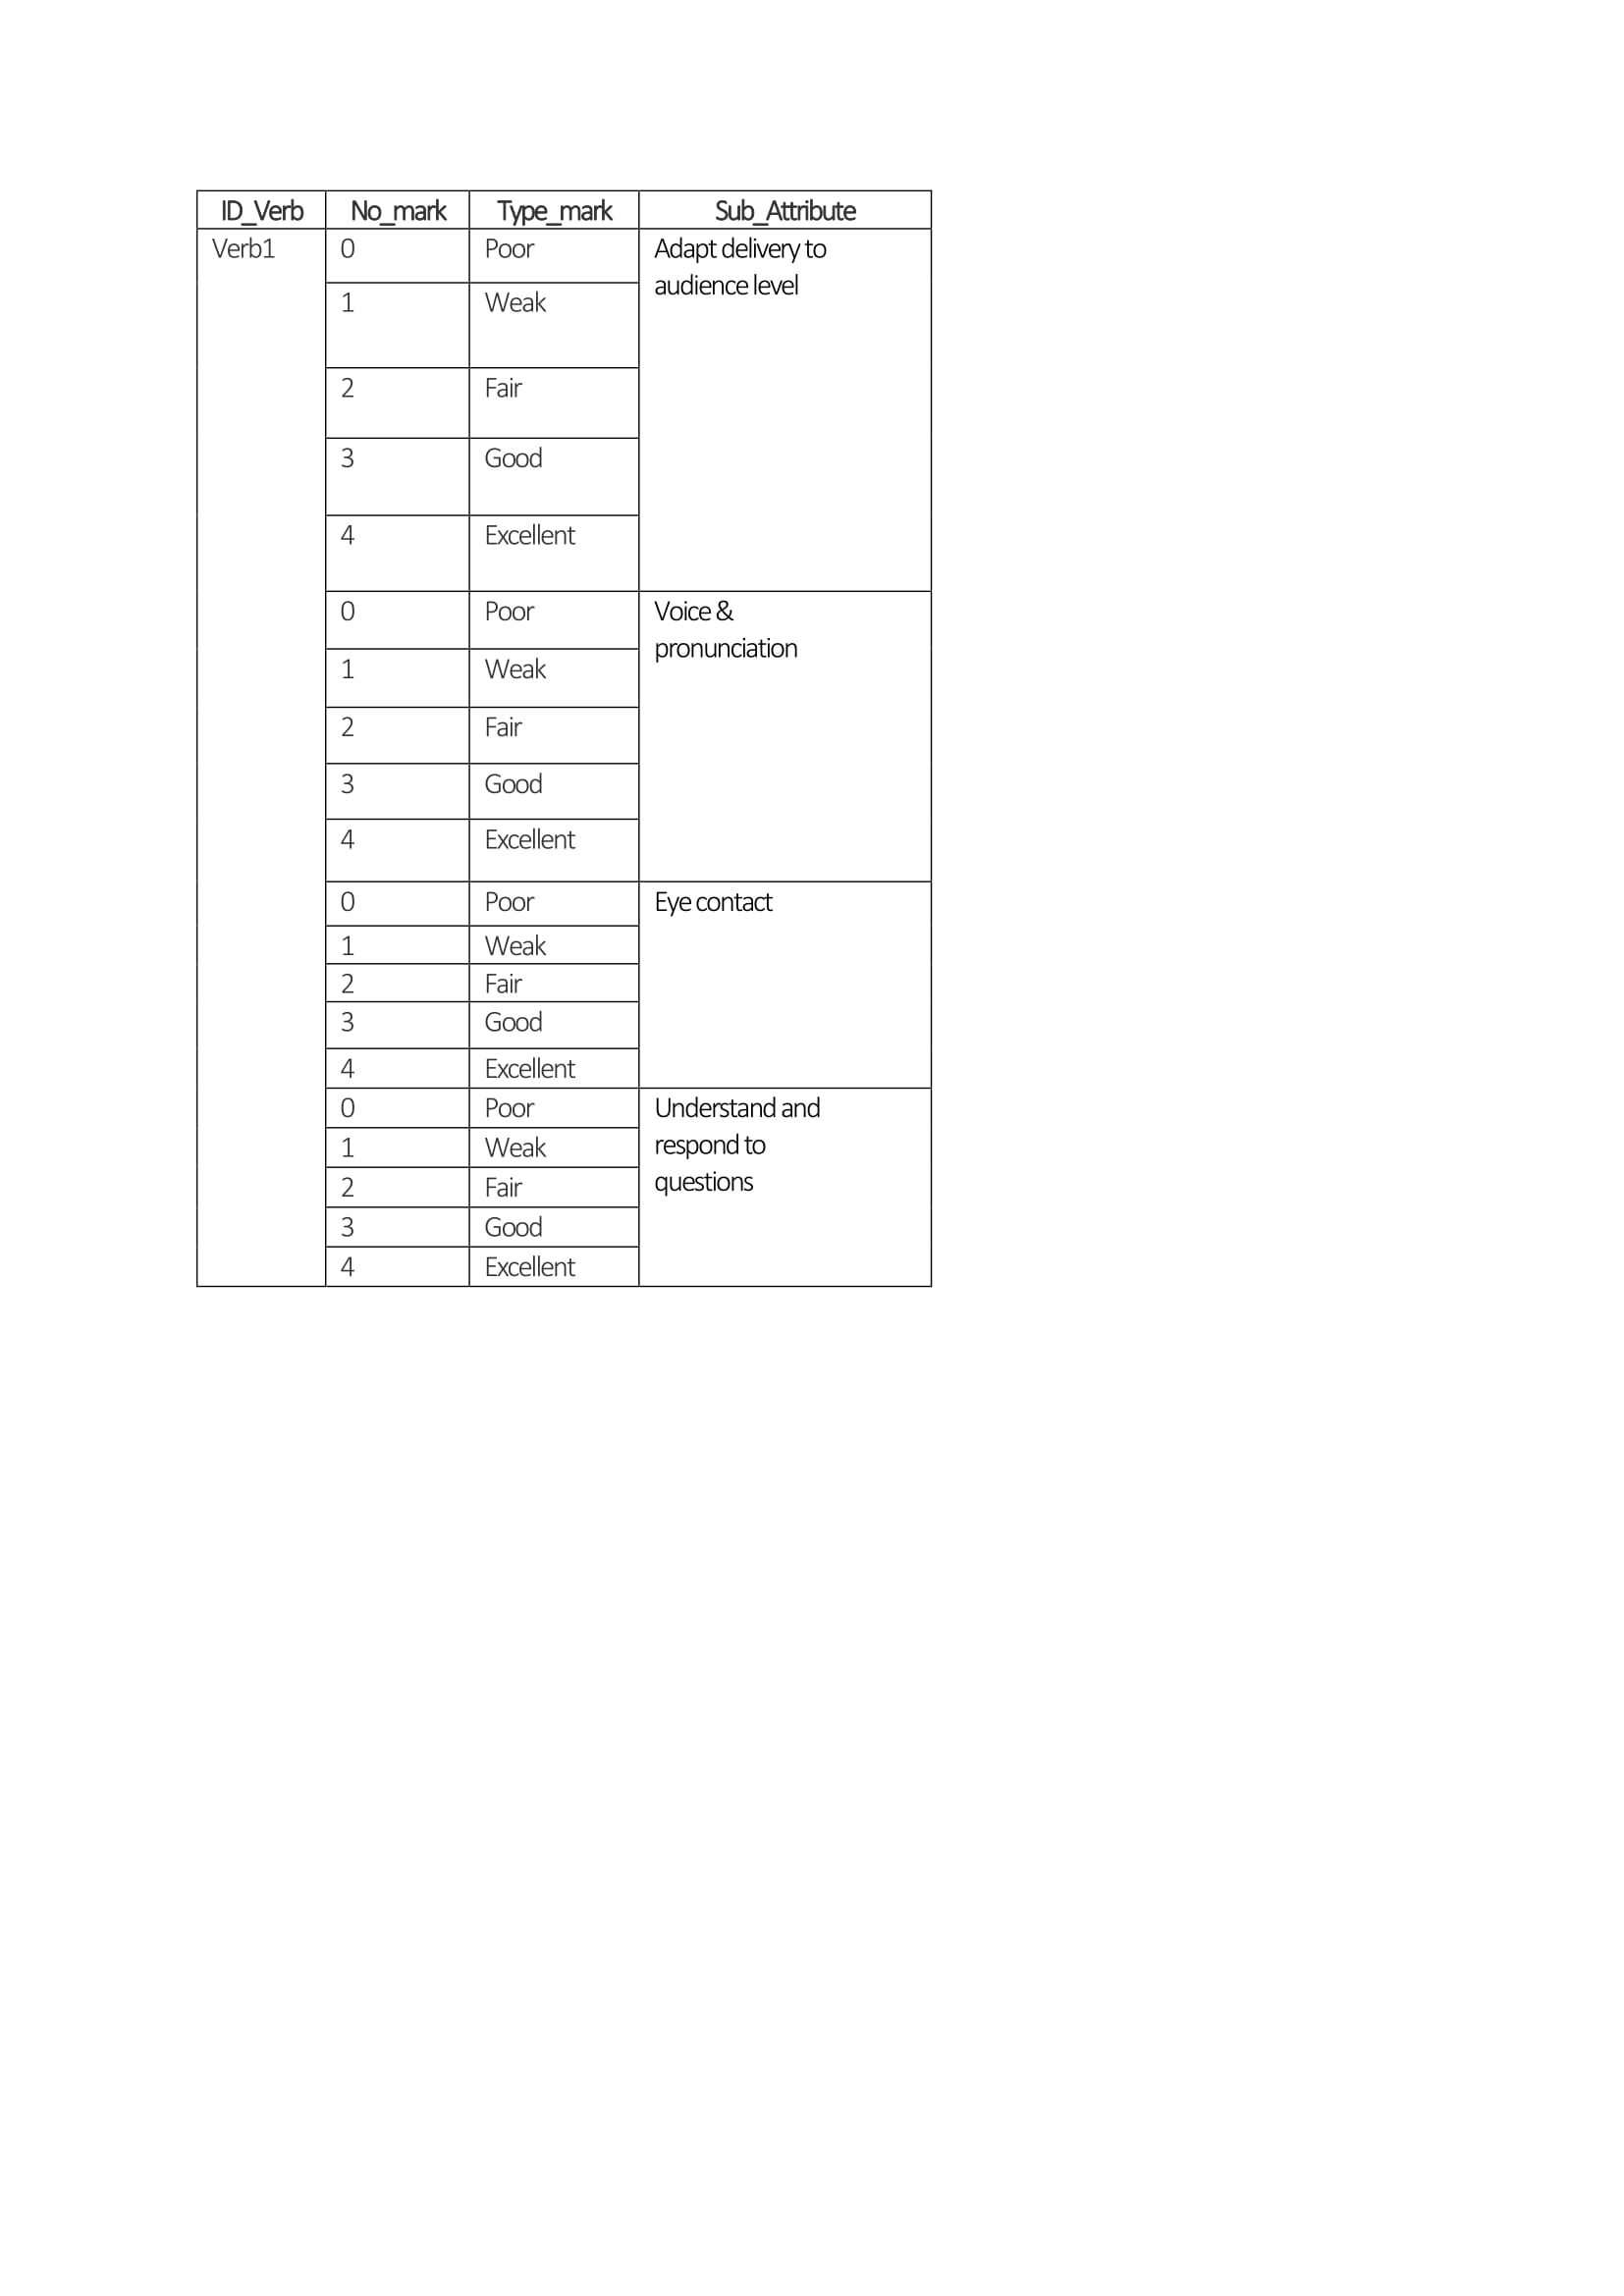 ID_Verb No_mark Type_mark Sub_Attribute
Verb1 0 Poor Adapt delivery to
audience level
1 Weak
2 Fair
3 Good
4 Excellent
0 Poor Voice &
pronunciation
1 Weak
2 Fair
3 Good
4 Excellent
0 Poor Eye contact
1 Weak
2 Fair
3 Good
4 Excellent
0 Poor Understand and
1 Weak respond to
2 Fair questions
3 Good
4 Excellent